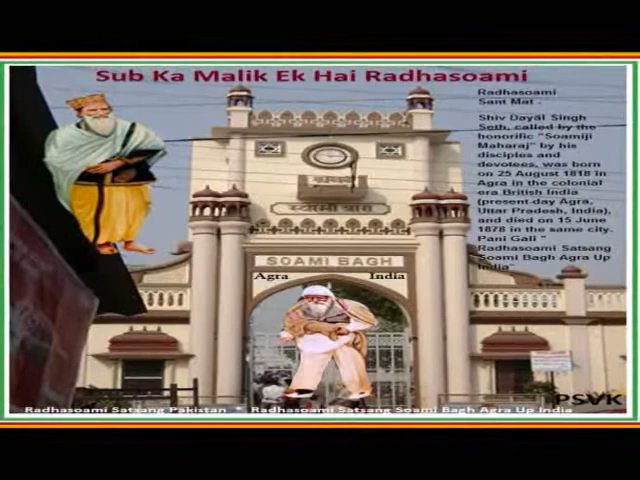 Sub Ka Malik Ek Hai Radhasoami
Radhasoami
Sant Mat -
Shiv Dayāl Singh
Seth, called by the
honorific "Soamiji
Maharaj" by his
disciples and
devotees, was born
on 25 August 1818 in
Agra in the colonial
era British India
(present-day Agra,
Uttar Pradesh, India),
and died on 15 June
1878 in the same city.
Pani Gali "
Radhasoami Satsang
Soami Bagh Agra Up
India"
स्वामी बाग
SOAMI BAGH
Agra India
PSVK
Radhasoami Satsang Pakistan * Radhasoami Satsang Soami Bagh Agra Up India